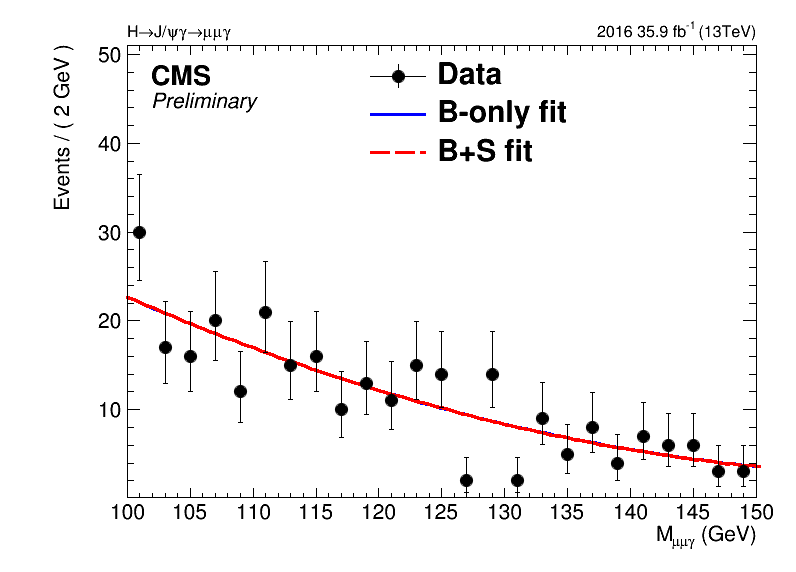 H→J/ψγ→μμγ 2016 35.9 fb⁻¹ (13TeV)
CMS
Preliminary
Data
B-only fit
B+S fit
Events / ( 2 GeV )
50
40
30
20
10
100 105 110 115 120 125 130 135 140 145 150
M_μμγ (GeV)